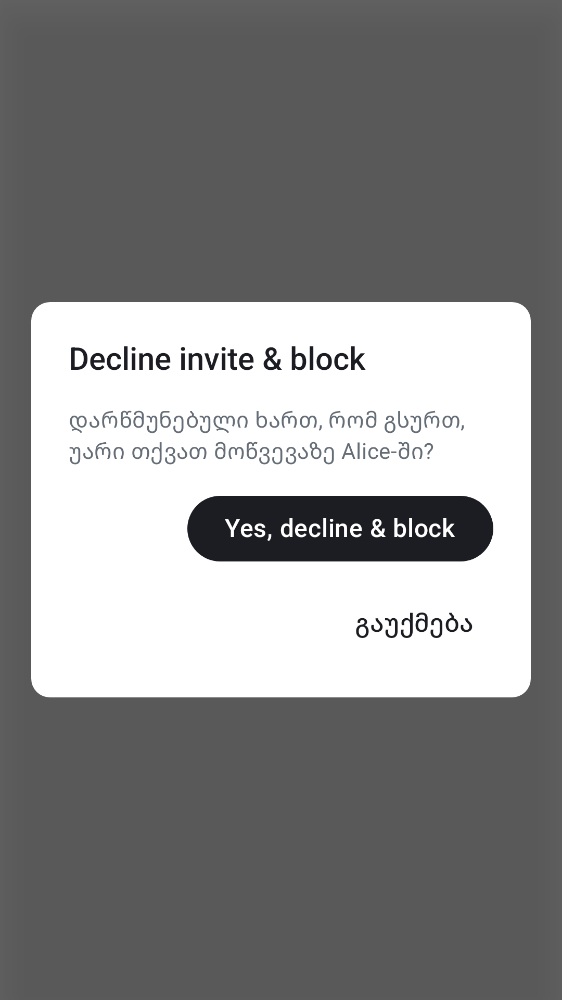 Decline invite & block
დარწმუნებული ხართ, რომ გსურთ,
უარი თქვათ მოწვევაზე Alice-ში?
Yes, decline & block
გაუქმება